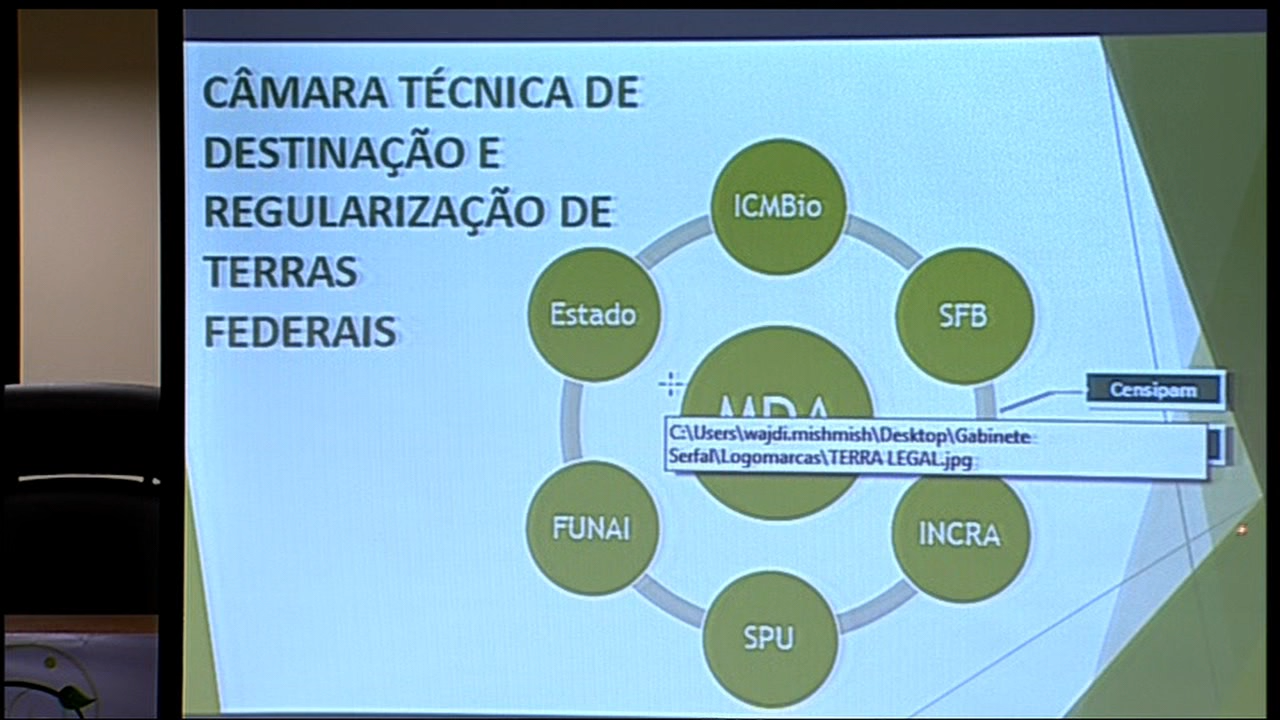 CÂMARA TÉCNICA DE
DESTINAÇÃO E
REGULARIZAÇÃO DE
TERRAS
FEDERAIS
ICMBio
Estado
SFB
Censipam
MDA
C:\Users\wajdi.mishmish\Desktop\Gabinete
Serfal\Logomarcas\TERRA LEGAL.jpg
FUNAI
INCRA
SPU